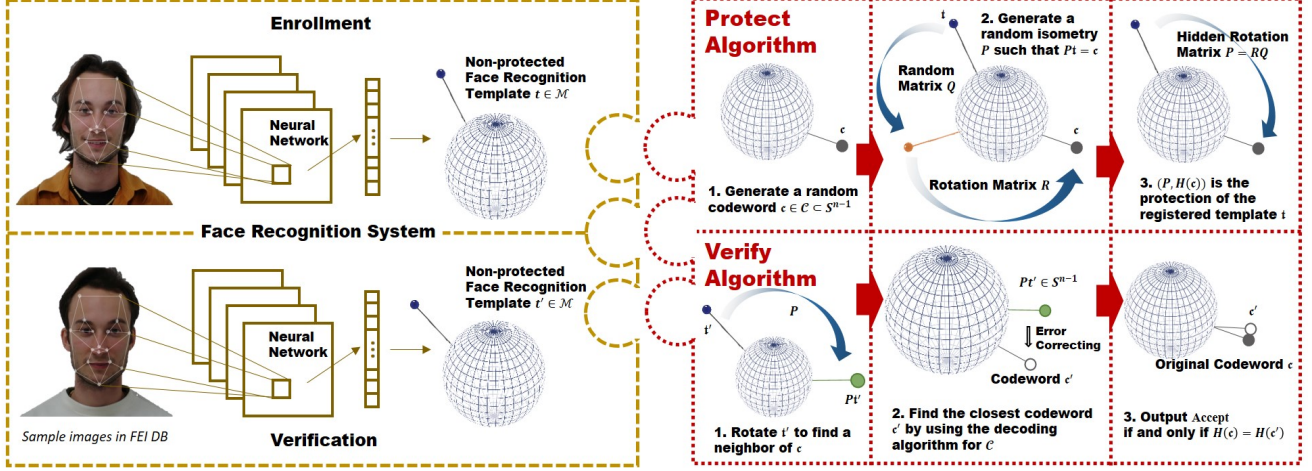 Enrollment
Neural
Network
Non-protected
Face Recognition
Template 𝔱 ∈ ℳ
Face Recognition System
Neural
Network
Non-protected
Face Recognition
Template 𝔱′ ∈ ℳ
Sample images in FEI DB
Verification
Protect
Algorithm
𝔠
1. Generate a random
codeword 𝔠 ∈ 𝒞 ⊂ Sⁿ⁻¹
𝔱
2. Generate a
random isometry
P such that P𝔱 = 𝔠
Random
Matrix Q
𝔠
Rotation Matrix R
Hidden Rotation
Matrix P = RQ
𝔠
3. (P, H(𝔠)) is the
protection of the
registered template 𝔱
Verify
Algorithm
P
𝔱′
P𝔱′
1. Rotate 𝔱′ to find a
neighbor of 𝔠
P𝔱′ ∈ Sⁿ⁻¹
Error
Correcting
Codeword 𝔠′
2. Find the closest codeword
𝔠′ by using the decoding
algorithm for 𝒞
𝔠′
Original Codeword 𝔠
3. Output Accept
if and only if H(𝔠) = H(𝔠′)